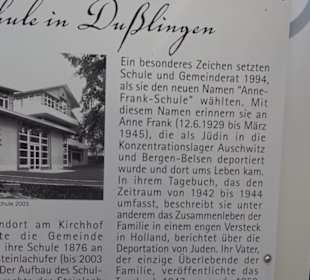 hule in Dußlingen
Ein besonderes Zeichen setzten
Schule und Gemeinderat 1994,
als sie den neuen Namen "Anne-
Frank-Schule" wählten. Mit
diesem Namen erinnern sie an
Anne Frank (12.6.1929 bis März
1945), die als Jüdin in die
Konzentrationslager Auschwitz
und Bergen-Belsen deportiert
wurde und dort ums Leben kam.
In ihrem Tagebuch, das den
Zeitraum von 1942 bis 1944
umfasst, beschreibt sie unter
anderem das Zusammenleben der
Familie in einem engen Versteck
in Holland, berichtet über die
Deportation von Juden. Ihr Vater,
der einzige Überlebende der
Familie, veröffentlichte das
chule 2003
ndort am Kirchhof
te die Gemeinde
ihre Schule 1876 an
teinlachufer (bis 2003
Der Aufbau des Schul-